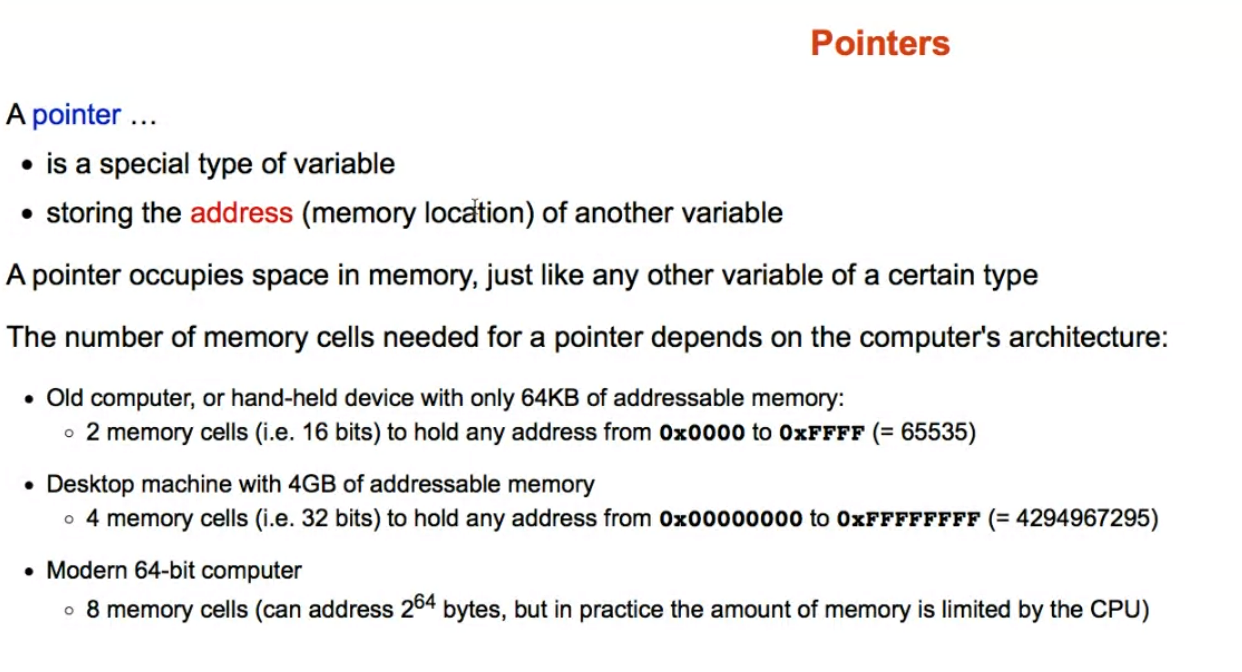 Pointers
A pointer ...
• is a special type of variable
• storing the address (memory location) of another variable
A pointer occupies space in memory, just like any other variable of a certain type
The number of memory cells needed for a pointer depends on the computer's architecture:
• Old computer, or hand-held device with only 64KB of addressable memory:
◦ 2 memory cells (i.e. 16 bits) to hold any address from 0x0000 to 0xFFFF (= 65535)
• Desktop machine with 4GB of addressable memory
◦ 4 memory cells (i.e. 32 bits) to hold any address from 0x00000000 to 0xFFFFFFFF (= 4294967295)
• Modern 64-bit computer
◦ 8 memory cells (can address 2⁶⁴ bytes, but in practice the amount of memory is limited by the CPU)